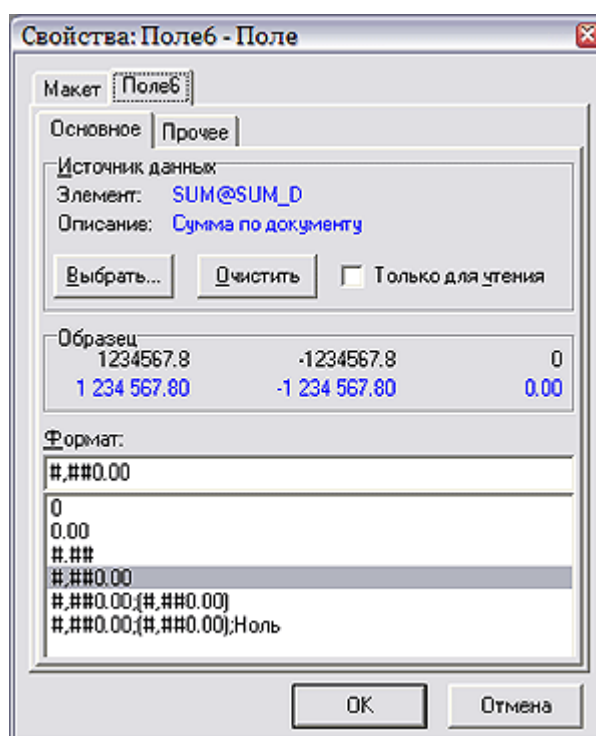 Свойства: Поле6 - Поле
Макет Поле6
Основное Прочее
Источник данных
Элемент: SUM@SUM_D
Описание: Сумма по документу
Выбрать... Очистить Только для чтения
Образец
1234567.8 -1234567.8 0
1 234 567.80 -1 234 567.80 0.00
Формат:
#,##0.00
0
0.00
#.##
#,##0.00
#,##0.00;(#,##0.00)
#,##0.00;(#,##0.00);Ноль
OK Отмена